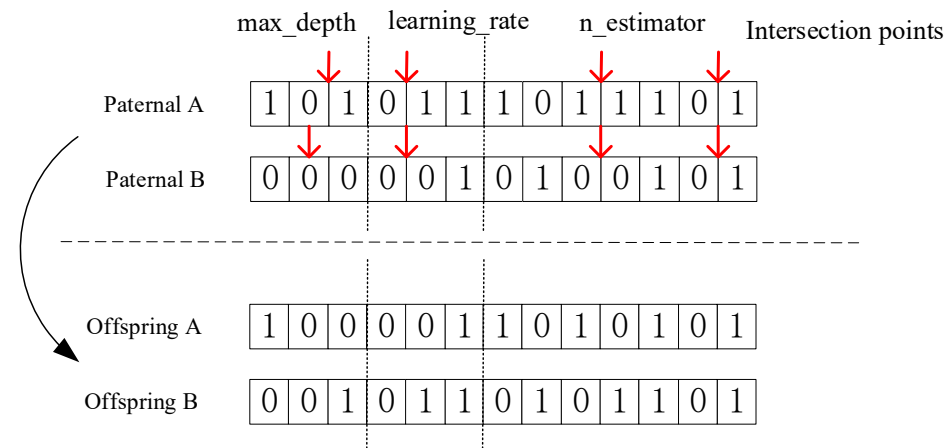 max_depth learning_rate n_estimator Intersection points
Paternal A 1 0 1 0 1 1 1 0 1 1 1 0 1
Paternal B 0 0 0 0 0 1 0 1 0 0 1 0 1
Offspring A 1 0 0 0 0 1 1 0 1 0 1 0 1
Offspring B 0 0 1 0 1 1 0 1 0 1 1 0 1